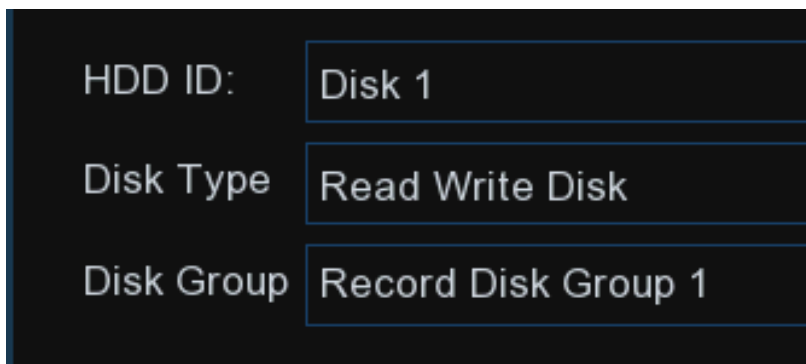 HDD ID: Disk 1
Disk Type Read Write Disk
Disk Group Record Disk Group 1